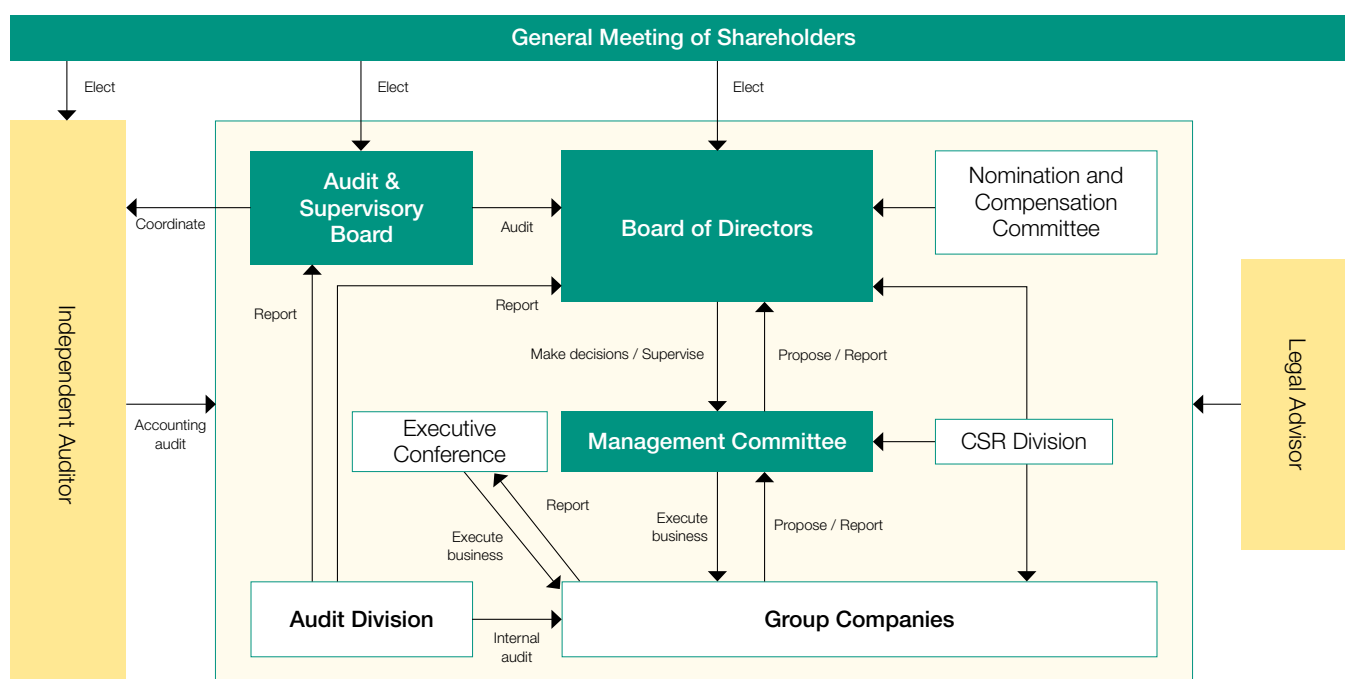 General Meeting of Shareholders
Elect
Elect
Elect
Audit &
Supervisory
Board
Board of Directors
Nomination and
Compensation
Committee
Coordinate
Audit
Report
Report
Independent Auditor
Legal Advisor
Make decisions / Supervise
Propose / Report
Accounting
audit
Executive
Conference
Management Committee
CSR Division
Report
Execute
business
Execute
business
Propose / Report
Audit Division
Internal
audit
Group Companies